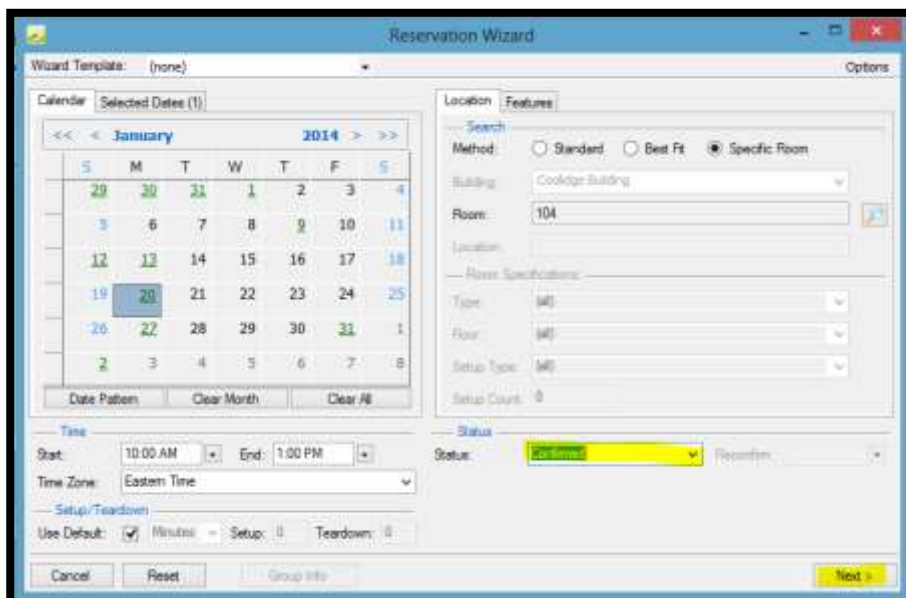 Reservation Wizard
Wizard Template: (none) Options
Calendar Selected Dates (1)
<< < January 2014 > >>
S M T W T F S
29 30 31 1 2 3 4
5 6 7 8 9 10 11
12 13 14 15 16 17 18
19 20 21 22 23 24 25
26 27 28 29 30 31 1
2 3 4 5 6 7 8
Date Pattern Clear Month Clear All
Time
Start: 10:00 AM End: 1:00 PM
Time Zone: Eastern Time
Setup/Teardown
Use Default: Minutes Setup: 0 Teardown: 0
Location Features
Search
Method: Standard Best Fit Specific Room
Building: Coolidge Building
Room: 104
Location:
Room Specifications:
Type: (all)
Floor: (all)
Setup Type: (all)
Setup Count: 0
Status
Status: Confirmed Reconfirm:
Cancel Reset Group Info Next >